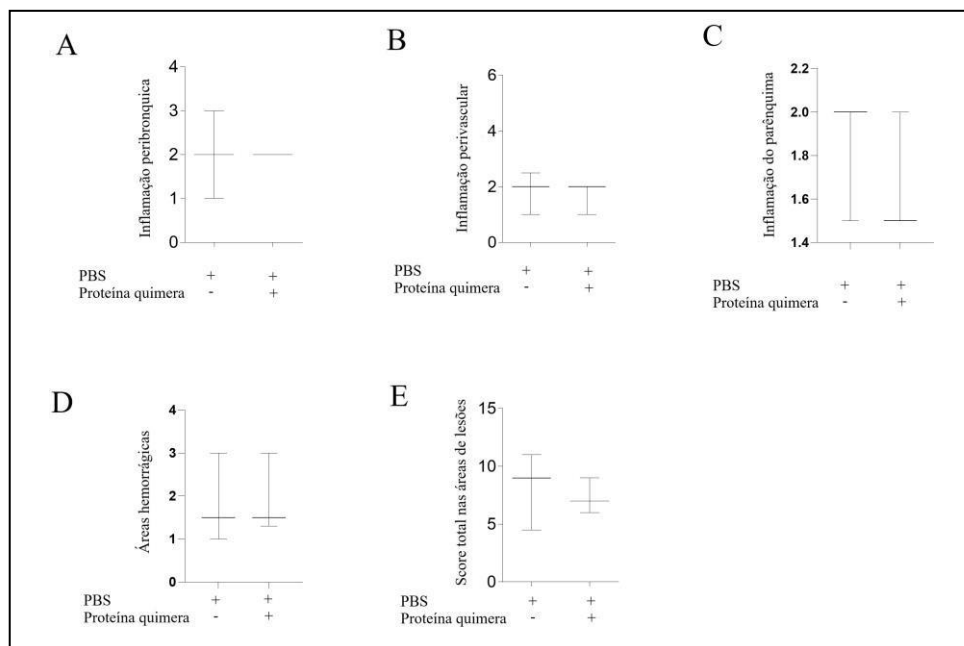 A
Inflamação peribronquica
4
3
2
1
0
PBS + +
Proteína quimera - +
B
Inflamação perivascular
6
4
2
0
PBS + +
Proteína quimera - +
C
Inflamação do parênquima
2.2
2.0
1.8
1.6
1.4
PBS + +
Proteína quimera - +
D
Áreas hemorrágicas
4
3
2
1
0
PBS + +
Proteína quimera - +
E
Score total nas áreas de lesões
15
10
5
0
PBS + +
Proteína quimera - +